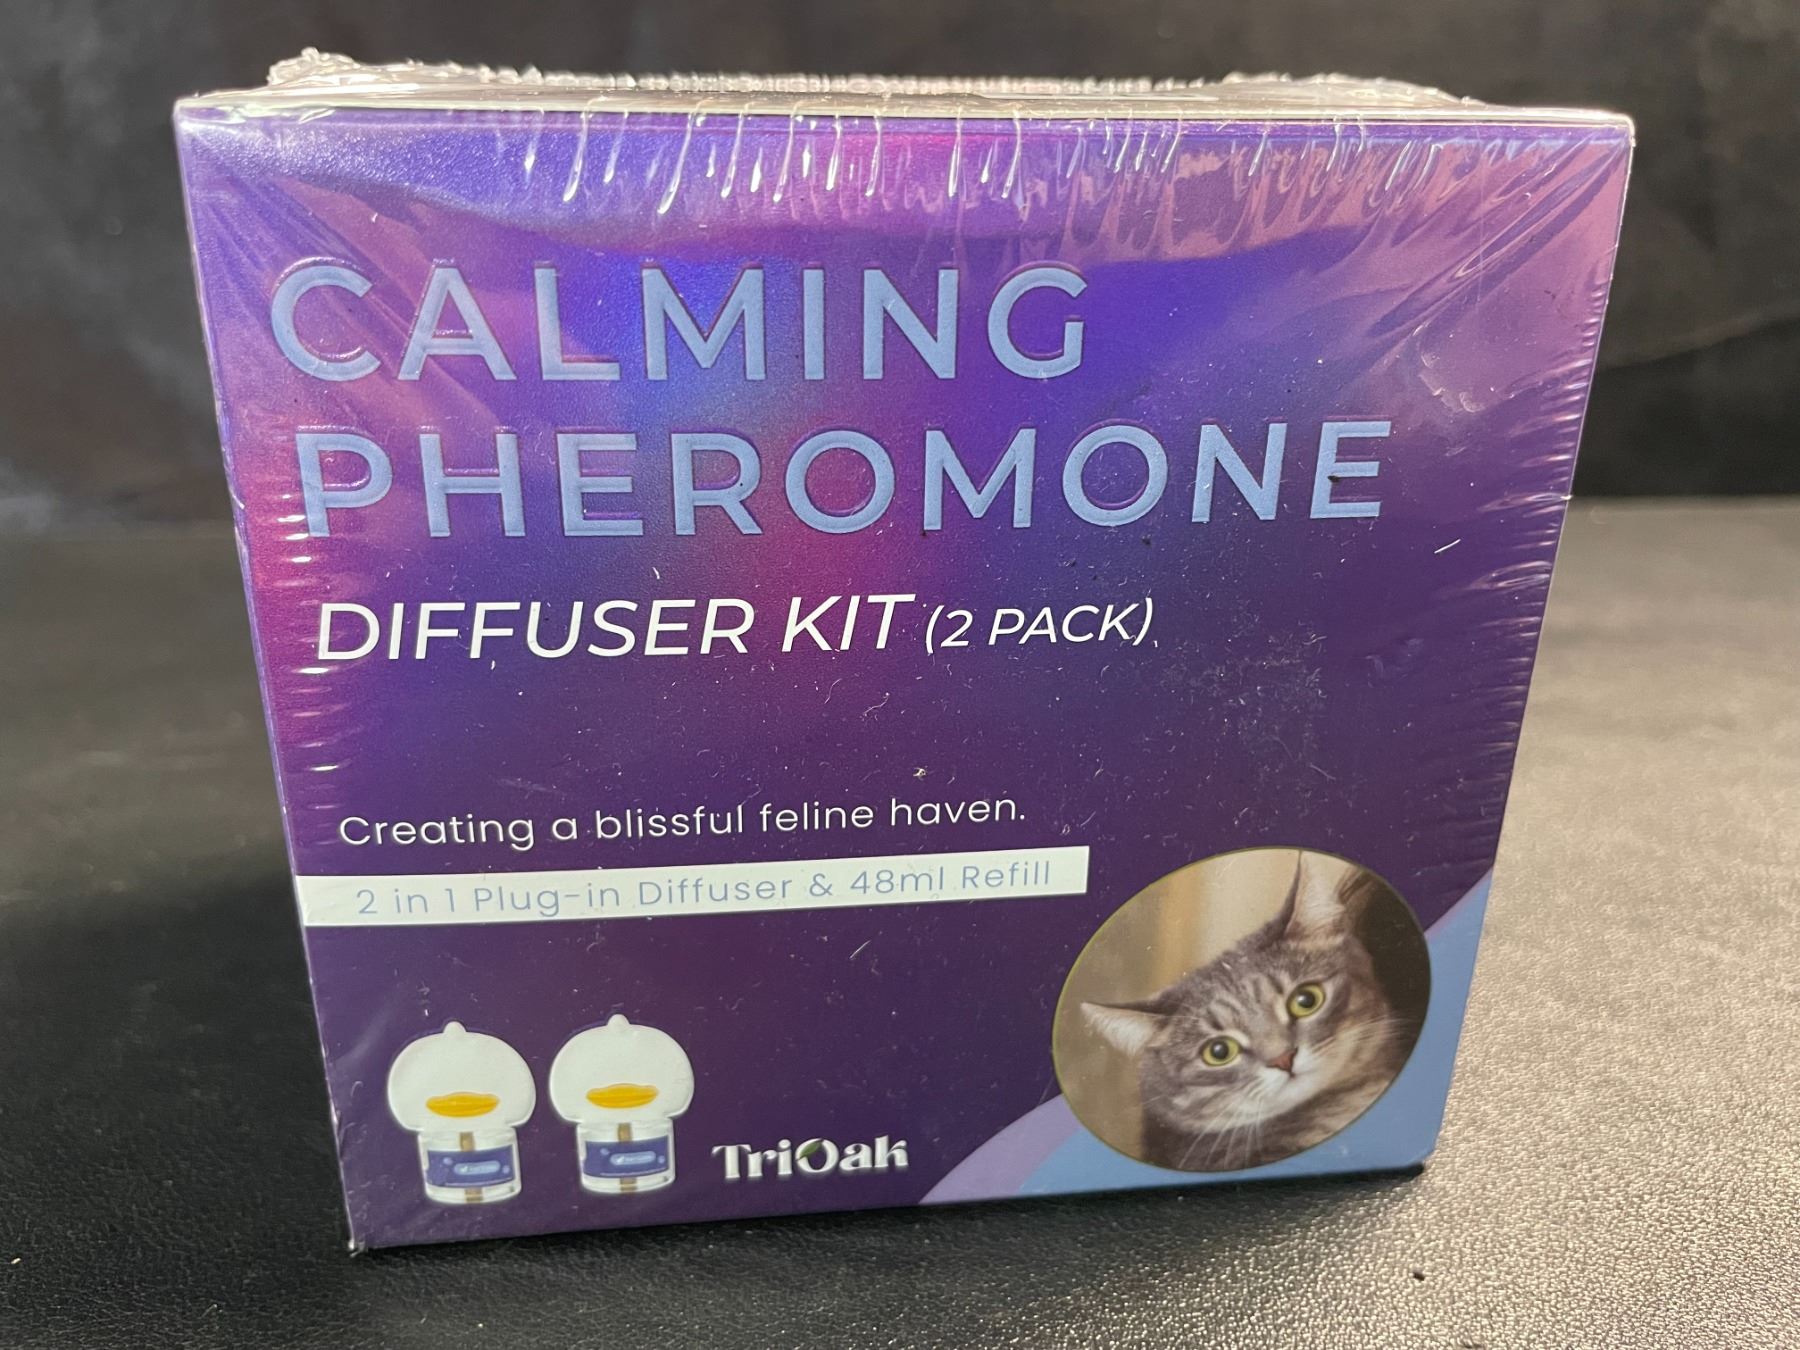 CALMING
PHEROMONE
DIFFUSER KIT (2 PACK)
Creating a blissful feline haven.
2 in 1 Plug-in Diffuser & 48ml Refill
TriOak